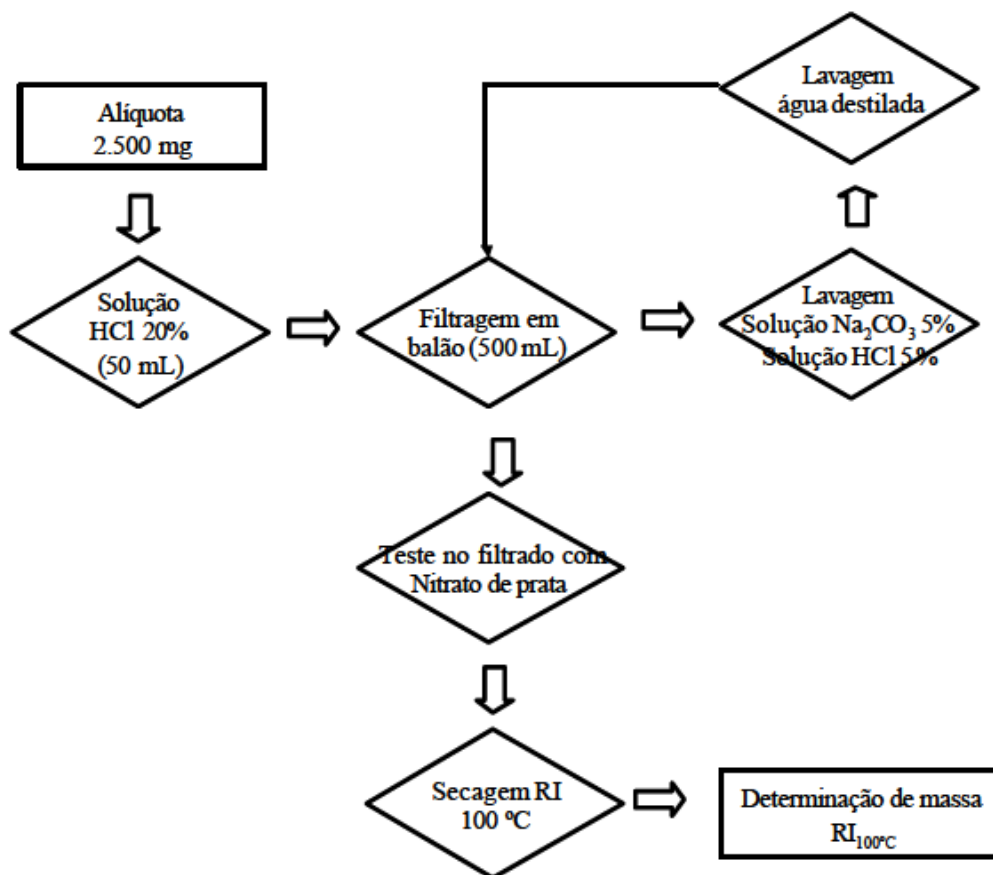 Alíquota
2.500 mg
Solução
HCl 20%
(50 mL)
Filtragem em
balão (500 mL)
Lavagem
Solução Na₂CO₃ 5%
Solução HCl 5%
Lavagem
água destilada
Teste no filtrado com
Nitrato de prata
Secagem RI
100 ºC
Determinação de massa
RI₁₀₀ºC